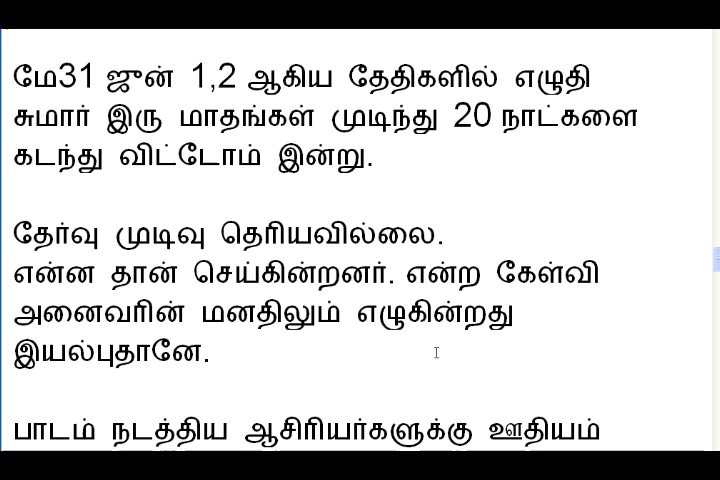 மே31 ஜுன் 1,2 ஆகிய தேதிகளில் எழுதி
சுமார் இரு மாதங்கள் முடிந்து 20 நாட்களை
கடந்து விட்டோம் இன்று.
தேர்வு முடிவு தெரியவில்லை.
என்ன தான் செய்கின்றனர். என்ற கேள்வி
அனைவரின் மனதிலும் எழுகின்றது
இயல்புதானே.
பாடம் நடத்திய ஆசிரியர்களுக்கு ஊதியம்